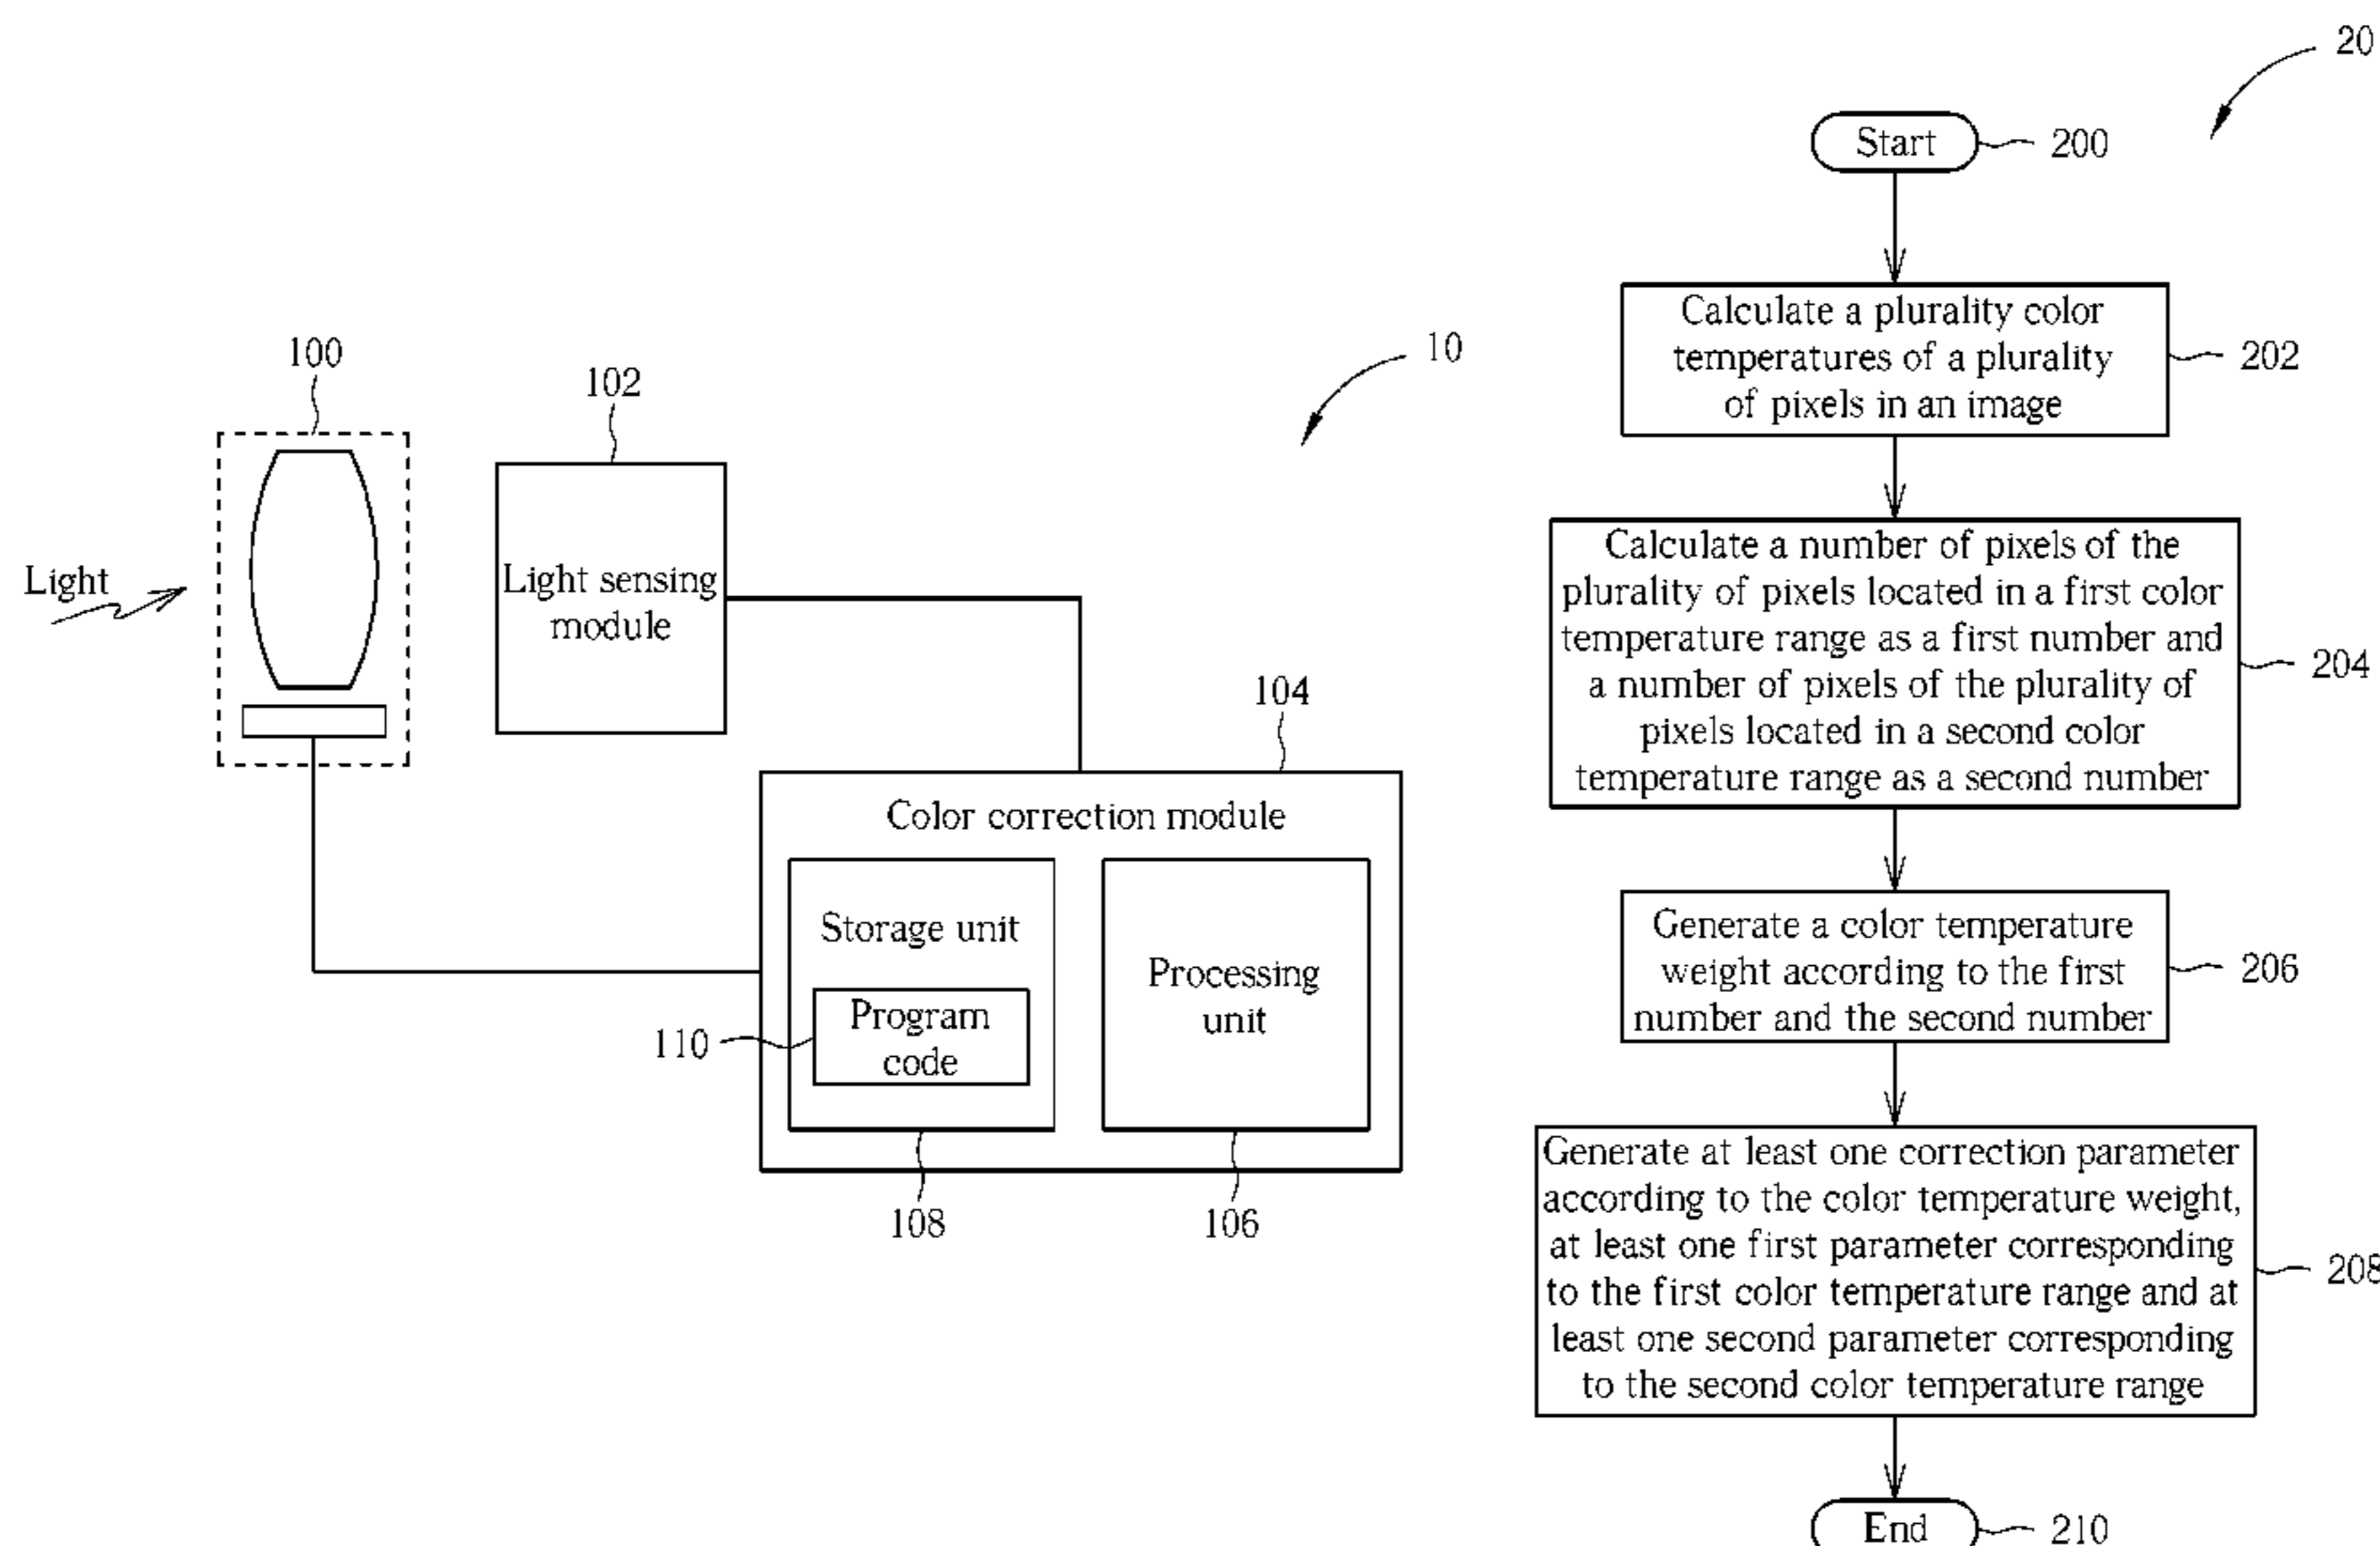 10
100
102
Light
Light sensing
module
104
Color correction module
Storage unit
Program
code
110
Processing
unit
108
106
20
Start
200
Calculate a plurality color
temperatures of a plurality
of pixels in an image
202
Calculate a number of pixels of the
plurality of pixels located in a first color
temperature range as a first number and
a number of pixels of the plurality of
pixels located in a second color
temperature range as a second number
204
Generate a color temperature
weight according to the first
number and the second number
206
Generate at least one correction parameter
according to the color temperature weight,
at least one first parameter corresponding
to the first color temperature range and at
least one second parameter corresponding
to the second color temperature range
208
End
210